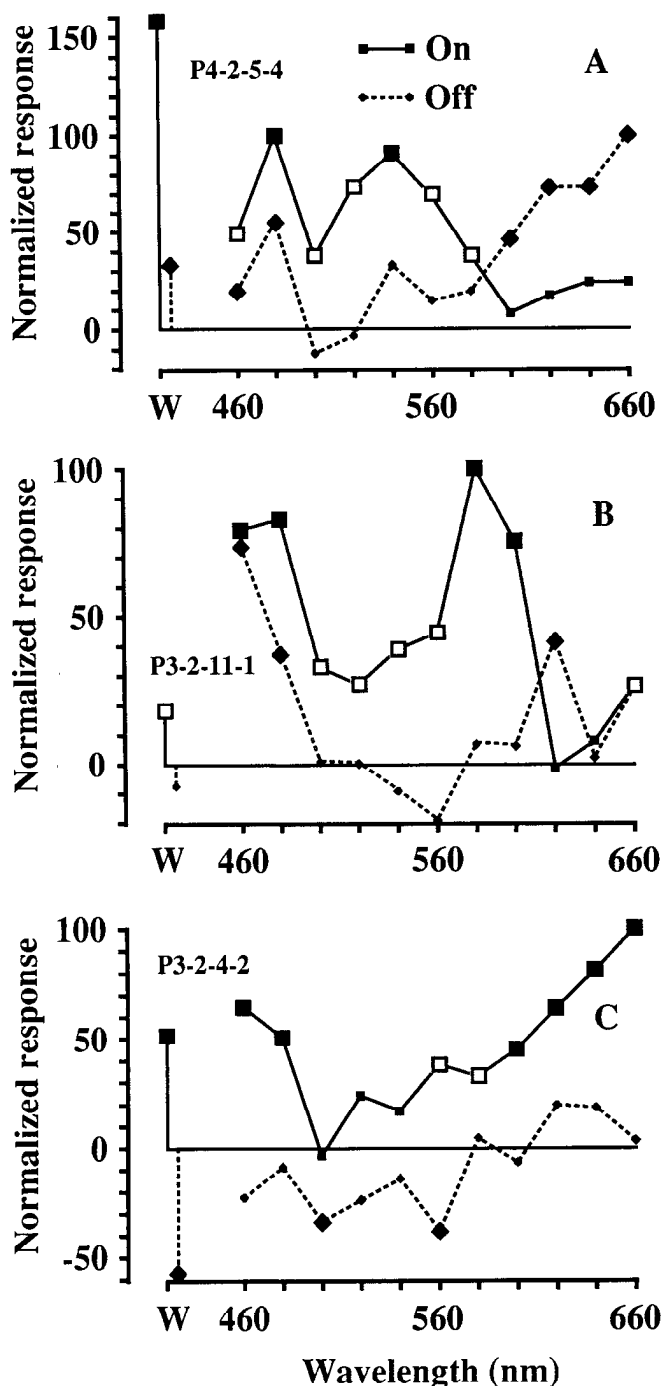 Normalized response
150
100
50
0
P4-2-5-4
On
Off
A
W 460 560 660
Normalized response
100
50
0
P3-2-11-1
B
W 460 560 660
Normalized response
100
50
0
-50
P3-2-4-2
C
W 460 560 660
Wavelength (nm)